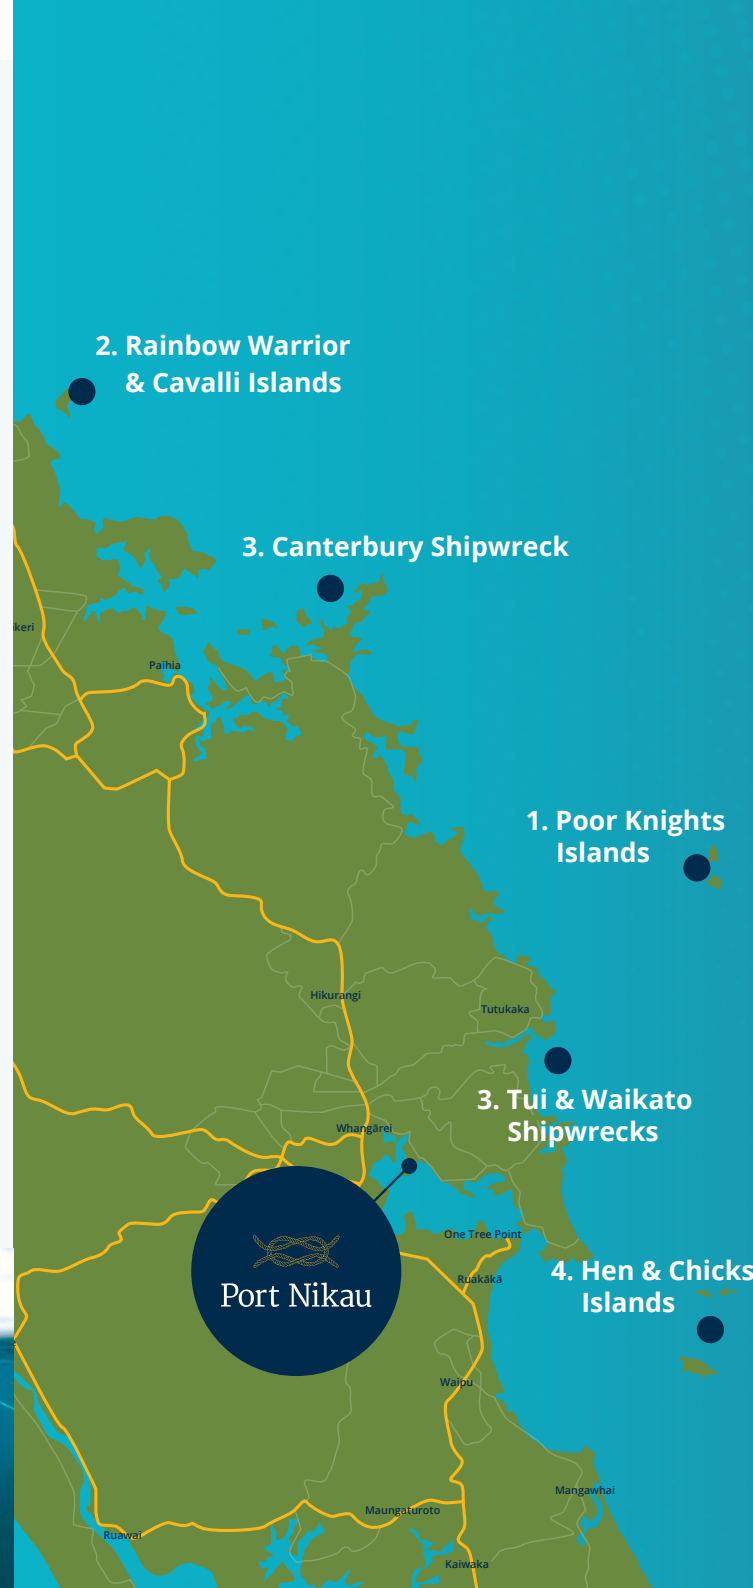 2. Rainbow Warrior
& Cavalli Islands
3. Canterbury Shipwreck
keri
Paihia
1. Poor Knights
Islands
Hikurangi
Tutukaka
3. Tui & Waikato
Shipwrecks
Whangārei
One Tree Point
Ruakākā
4. Hen & Chicks
Islands
Port Nikau
Waipu
Mangawhai
Maungaturoto
Ruawai
Kaiwaka